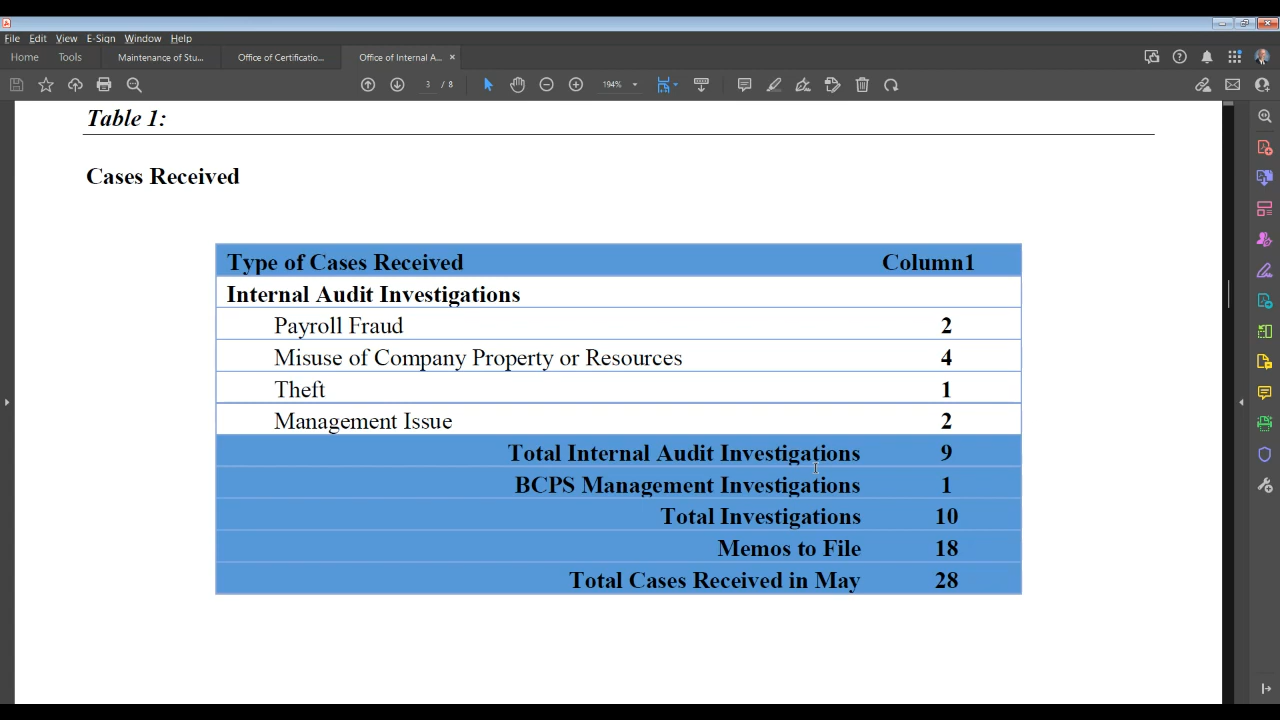 File Edit View E-Sign Window Help
Home Tools Maintenance of Stu... Office of Certificatio... Office of Internal A... ×
3 / 8 194%
Table 1:
Cases Received
Type of Cases Received Column1
Internal Audit Investigations
Payroll Fraud 2
Misuse of Company Property or Resources 4
Theft 1
Management Issue 2
Total Internal Audit Investigations 9
BCPS Management Investigations 1
Total Investigations 10
Memos to File 18
Total Cases Received in May 28